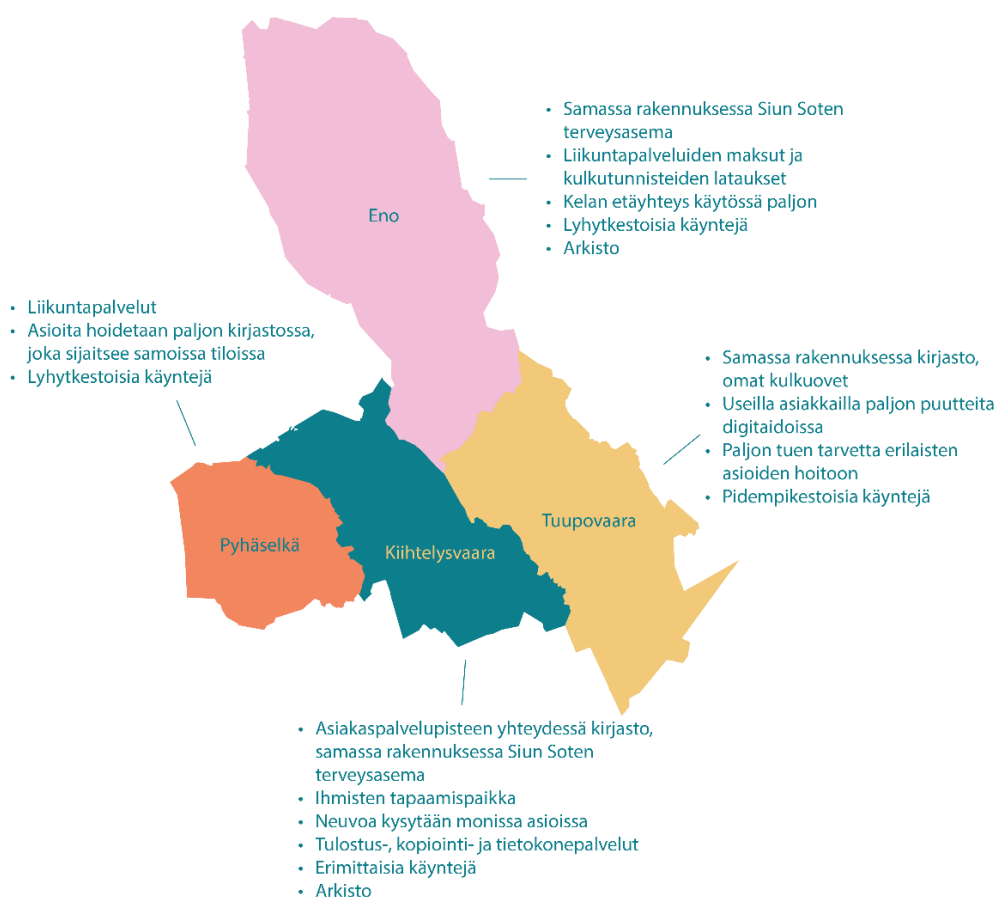 • Samassa rakennuksessa Siun Soten
terveysasema
• Liikuntapalveluiden maksut ja
kulkutunnisteiden lataukset
• Kelan etäyhteys käytössä paljon
• Lyhytkestoisia käyntejä
• Arkisto
Eno
• Liikuntapalvelut
• Asioita hoidetaan paljon kirjastossa,
joka sijaitsee samoissa tiloissa
• Lyhytkestoisia käyntejä
• Samassa rakennuksessa kirjasto,
omat kulkuovet
• Useilla asiakkailla paljon puutteita
digitaidoissa
• Paljon tuen tarvetta erilaisten
asioiden hoitoon
• Pidempikestoisia käyntejä
Tuupovaara
Pyhäselkä
Kiihtelysvaara
• Asiakaspalvelupisteen yhteydessä kirjasto,
samassa rakennuksessa Siun Soten
terveysasema
• Ihmisten tapaamispaikka
• Neuvoa kysytään monissa asioissa
• Tulostus-, kopiointi- ja tietokonepalvelut
• Erimittaisia käyntejä
• Arkisto